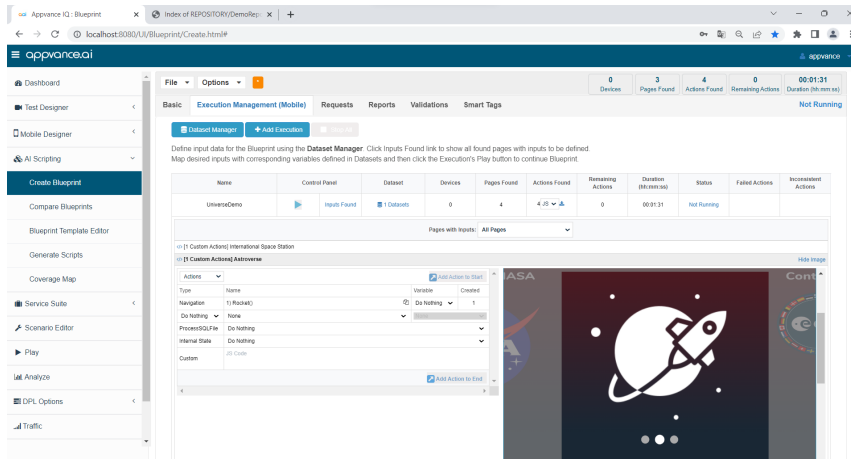 Appvance IQ : Blueprint
Index of REPOSITORY/DemoRep
localhost:8080/UI/Blueprint/Create.html#
appvance.ai
appvance
Dashboard
Test Designer
Mobile Designer
AI Scripting
Create Blueprint
Compare Blueprints
Blueprint Template Editor
Generate Scripts
Coverage Map
Service Suite
Scenario Editor
Play
Analyze
DPL Options
Traffic
File Options
0 3 4 0 00:01:31
Devices Pages Found Actions Found Remaining Actions Duration (hh:mm:ss)
Basic Execution Management (Mobile) Requests Reports Validations Smart Tags Not Running
Dataset Manager + Add Execution
Define input data for the Blueprint using the Dataset Manager. Click Inputs Found link to show all found pages with inputs to be defined.
Map desired inputs with corresponding variables defined in Datasets and then click the Execution's Play button to continue Blueprint.
Name Control Panel Dataset Devices Pages Found Actions Found Remaining Actions Duration (hh:mm:ss) Status Failed Actions Inconsistent Actions
UniverseDemo Inputs Found 1 Datasets 0 4 4 JS 0 00:01:31 Not Running
Pages with Inputs: All Pages
[1 Custom Action] International Space Station
[1 Custom Action] Astroverse Hide Image
Actions Add Action to Start
Type Name Variable Created
Navigation 1) Rocket() Do Nothing 1
Do Nothing None None
ProcessSQLFile Do Nothing
Internal State Do Nothing
Custom JS Code
Add Action to End
ASA
Cont